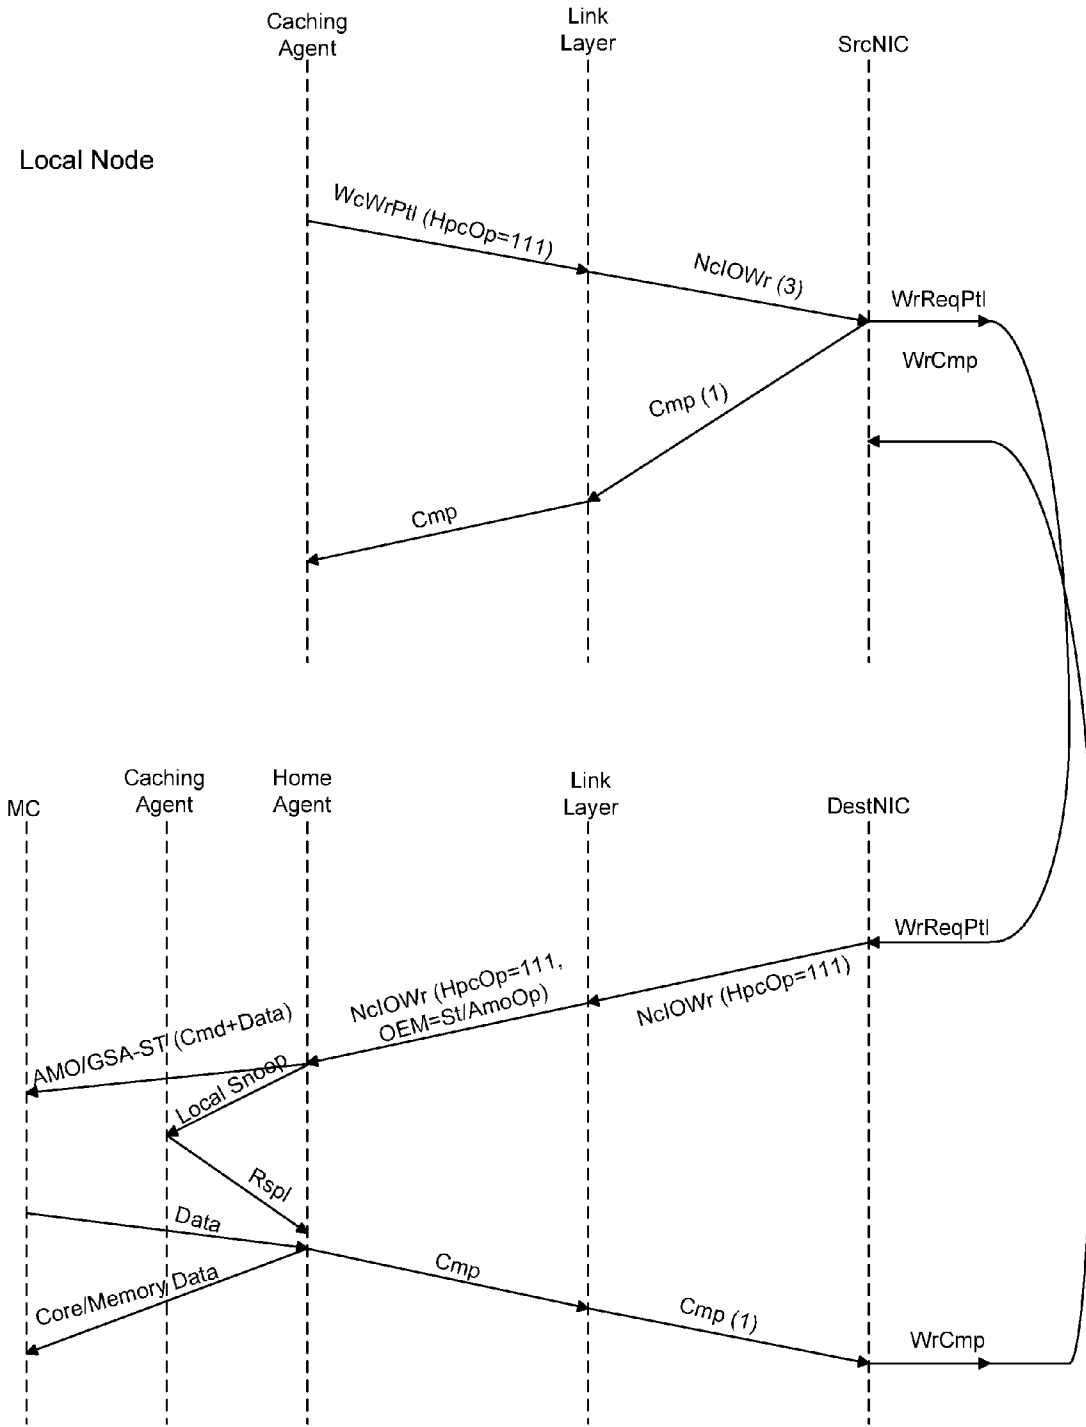 Caching
Agent
Link
Layer
SrcNIC
Local Node
WcWrPtl (HpcOp=111)
NcIOWr (3)
WrReqPtl
WrCmp
Cmp (1)
Cmp
MC
Caching
Agent
Home
Agent
Link
Layer
DestNIC
WrReqPtl
NcIOWr (HpcOp=111,
OEM=St/AmoOp)
NcIOWr (HpcOp=111)
AMO/GSA-ST (Cmd+Data)
Local Snoop
RspI
Data
Core/Memory Data
Cmp
Cmp (1)
WrCmp